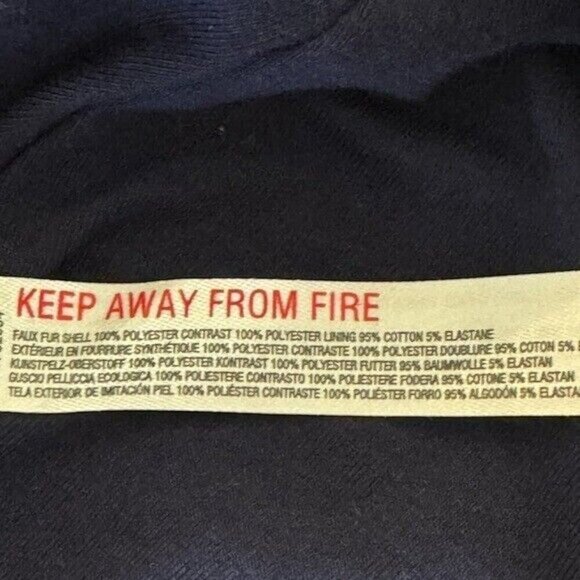 KEEP AWAY FROM FIRE
FAUX FUR SHELL 100% POLYESTER CONTRAST 100% POLYESTER LINING 95% COTTON 5% ELASTANE
EXTÉRIEUR EN FOURRURE SYNTHÉTIQUE 100% POLYESTER CONTRASTE 100% POLYESTER DOUBLURE 95% COTON 5%
KUNSTPELZ-OBERSTOFF 100% POLYESTER KONTRAST 100% POLYESTER FUTTER 95% BAUMWOLLE 5% ELASTAN
GUSCIO PELLICCIA ECOLOGICA 100% POLIESTERE CONTRASTO 100% POLIESTERE FODERA 95% COTONE 5% ELASTAN
TELA EXTERIOR DE IMITACIÓN PIEL 100% POLIÉSTER CONTRASTE 100% POLIÉSTER FORRO 95% ALGODÓN 5%